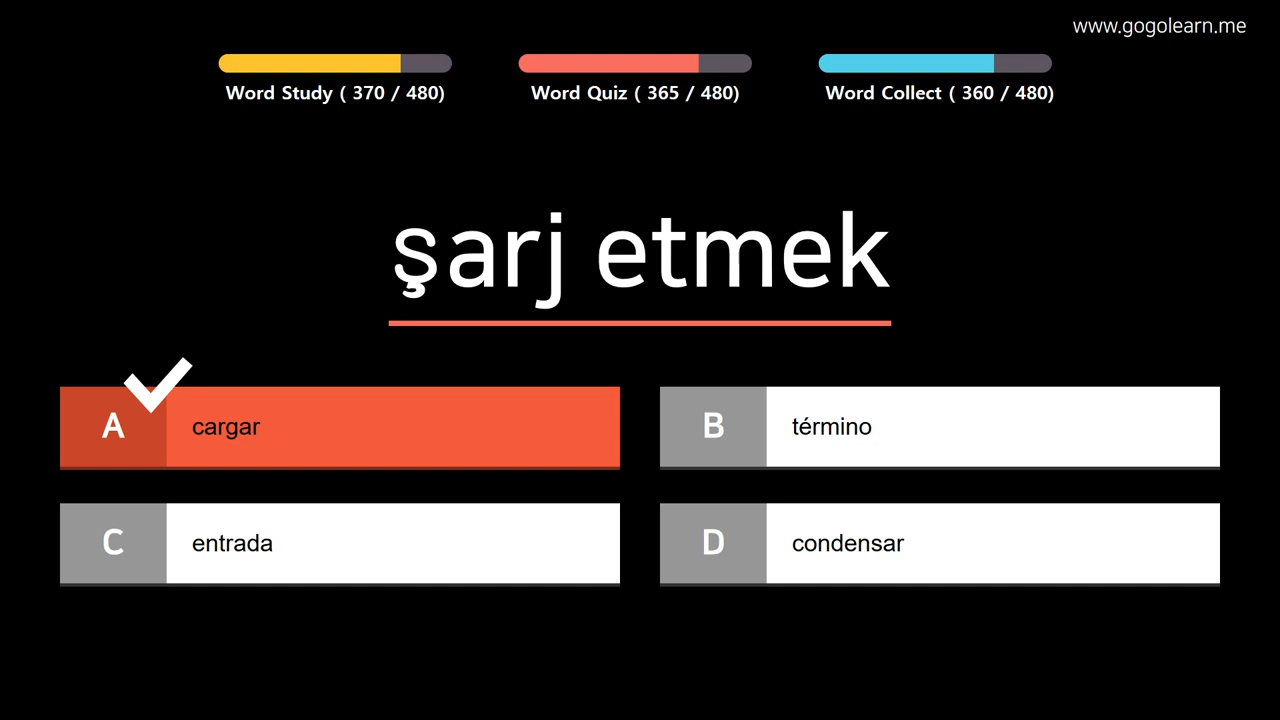 www.gogolearn.me
Word Study ( 370 / 480)
Word Quiz ( 365 / 480)
Word Collect ( 360 / 480)
şarj etmek
A cargar
B término
C entrada
D condensar